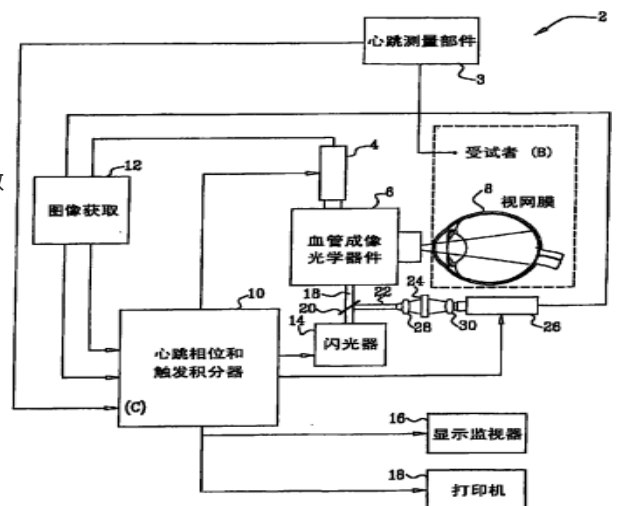 2
心跳测量部件
3
4
12
图像获取
6
血管成像
光学器件
受试者 (B)
8
视网膜
10
心跳相位和
触发积分器
(C)
18
20
22
24
28
30
26
14
闪光器
16
显示监视器
18
打印机